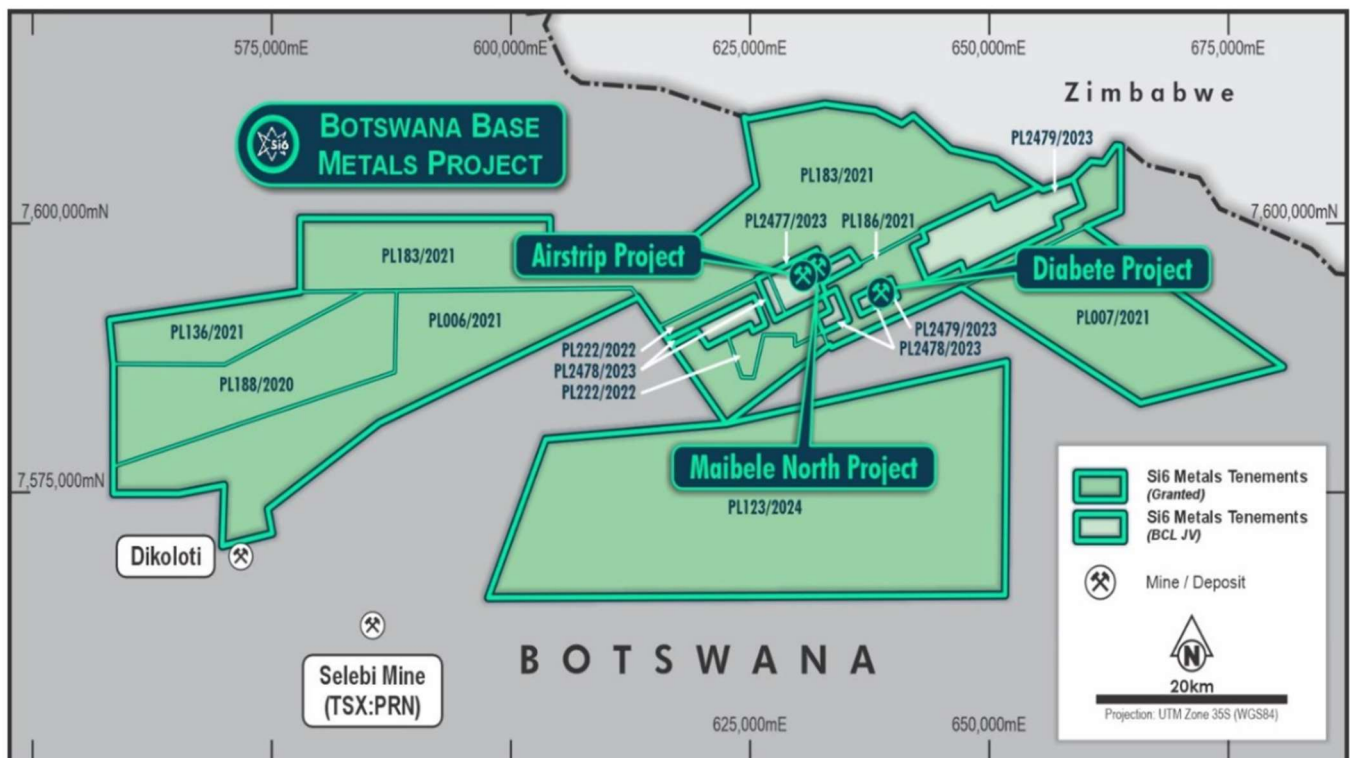 575,000mE
600,000mE
625,000mE
650,000mE
675,000mE
Zimbabwe
Si6
BOTSWANA BASE
METALS PROJECT
PL2479/2023
PL183/2021
7,600,000mN
7,600,000mN
PL2477/2023
PL186/2021
PL183/2021
Airstrip Project
Diabete Project
PL136/2021
PL006/2021
PL007/2021
PL2479/2023
PL2478/2023
PL222/2022
PL2478/2023
PL222/2022
PL188/2020
Maibele North Project
7,575,000mN
PL123/2024
Si6 Metals Tenements
(Granted)
Si6 Metals Tenements
(BCL JV)
Mine / Deposit
Dikoloti
BOTSWANA
Selebi Mine
(TSX:PRN)
N
20km
Projection: UTM Zone 35S (WGS84)
625,000mE
650,000mE